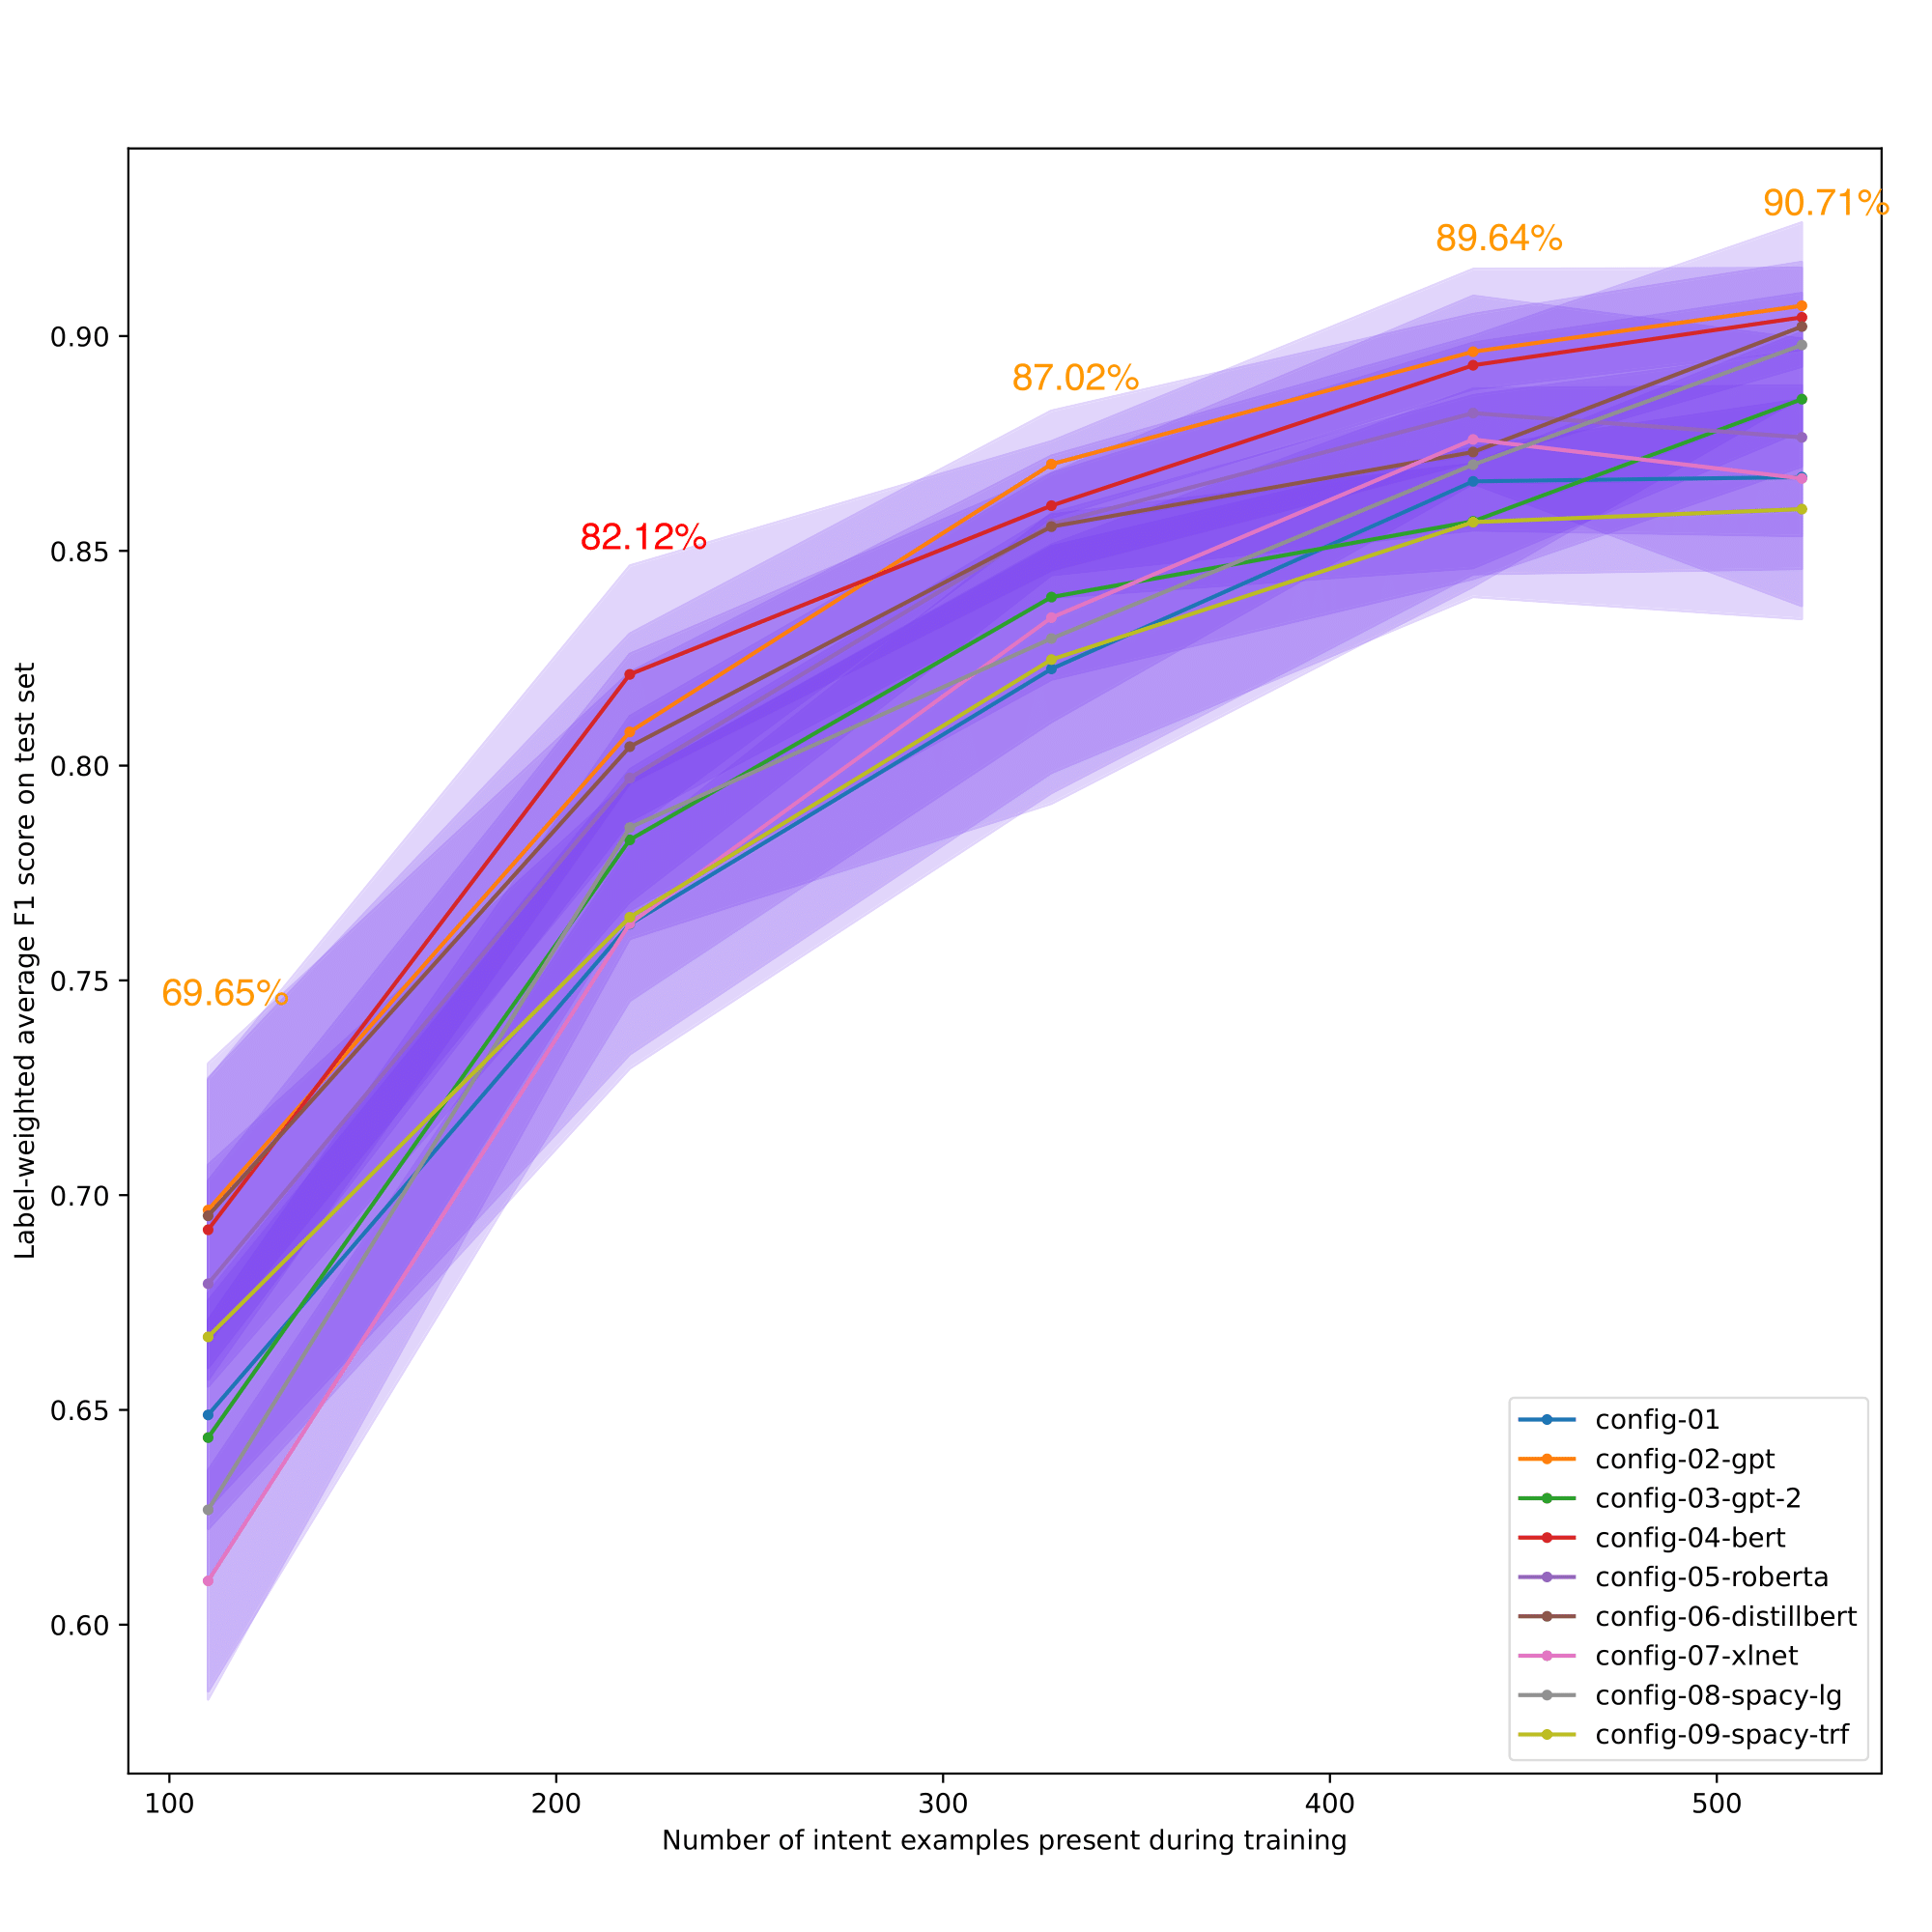 90.71%
89.64%
87.02%
82.12%
69.65%
0.90
0.85
0.80
0.75
0.70
0.65
0.60
Label-weighted average F1 score on test set
100
200
300
400
500
Number of intent examples present during training
config-01
config-02-gpt
config-03-gpt-2
config-04-bert
config-05-roberta
config-06-distillbert
config-07-xlnet
config-08-spacy-lg
config-09-spacy-trf